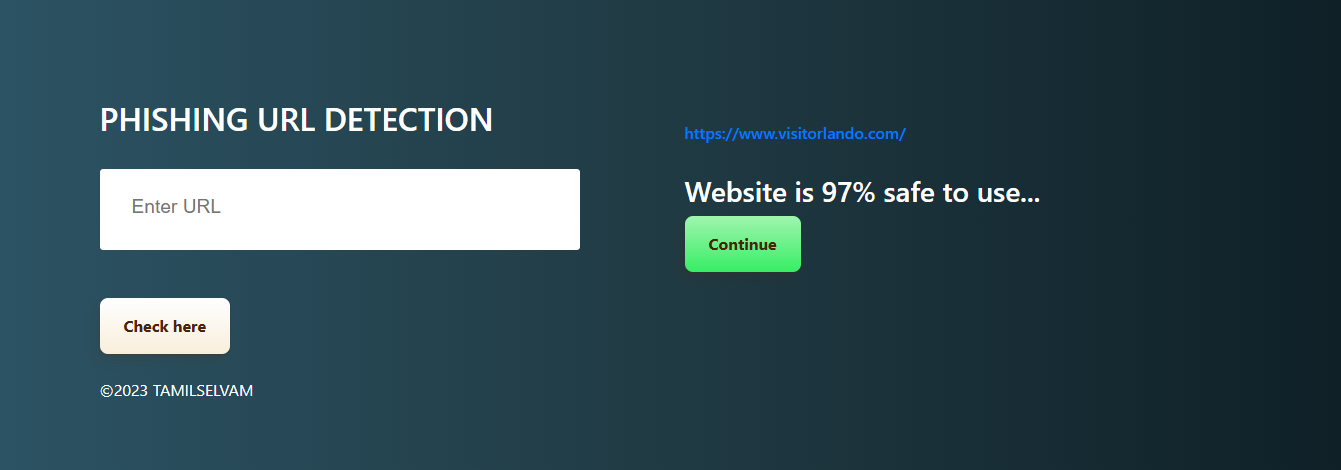 PHISHING URL DETECTION
Enter URL
Check here
©2023 TAMILSELVAM
https://www.visitorlando.com/
Website is 97% safe to use...
Continue